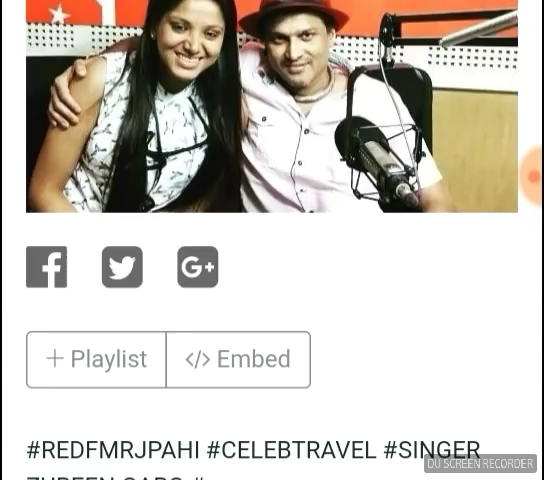 + Playlist
</> Embed
#REDFMRJPAHI #CELEBTRAVEL #SINGER
DU SCREEN RECORDER